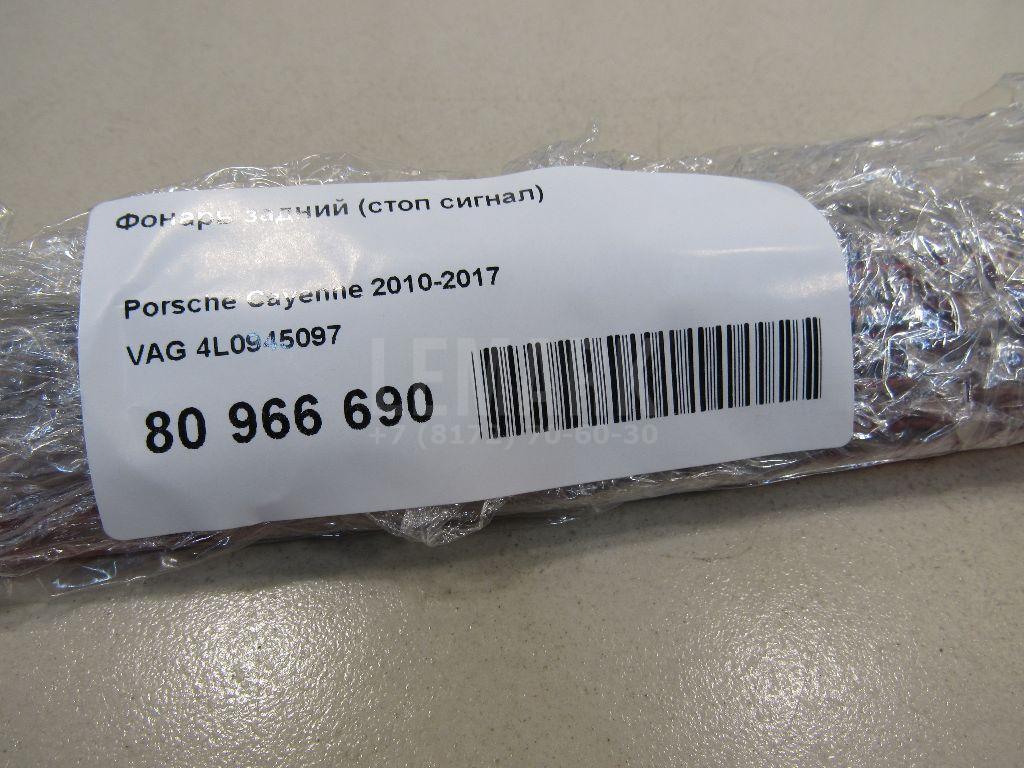 Фонарь задний (стоп сигнал)
Porsche Cayenne 2010-2017
VAG 4L0945097
80 966 690